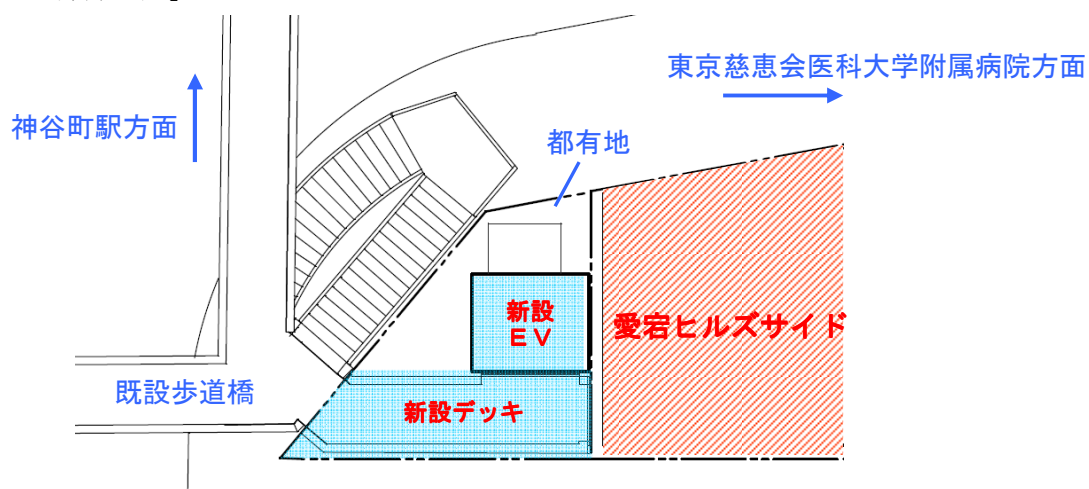 東京慈恵会医科大学附属病院方面
神谷町駅方面
都有地
新設
EV
愛宕ヒルズサイド
既設歩道橋
新設デッキ